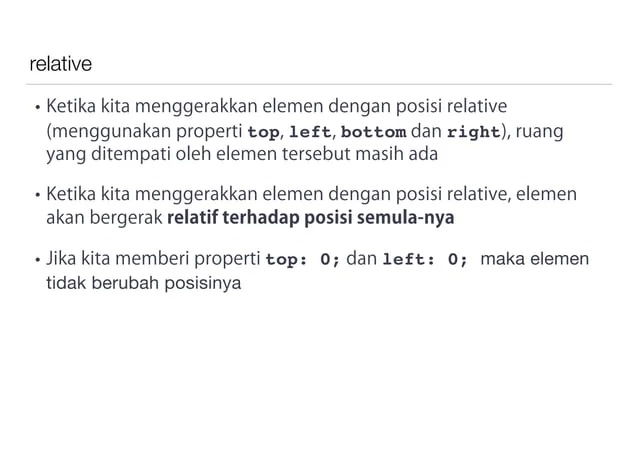 relative
• Ketika kita menggerakkan elemen dengan posisi relative
(menggunakan properti top, left, bottom dan right), ruang
yang ditempati oleh elemen tersebut masih ada
• Ketika kita menggerakkan elemen dengan posisi relative, elemen
akan bergerak relatif terhadap posisi semula-nya
• Jika kita memberi properti top: 0; dan left: 0; maka elemen
tidak berubah posisinya